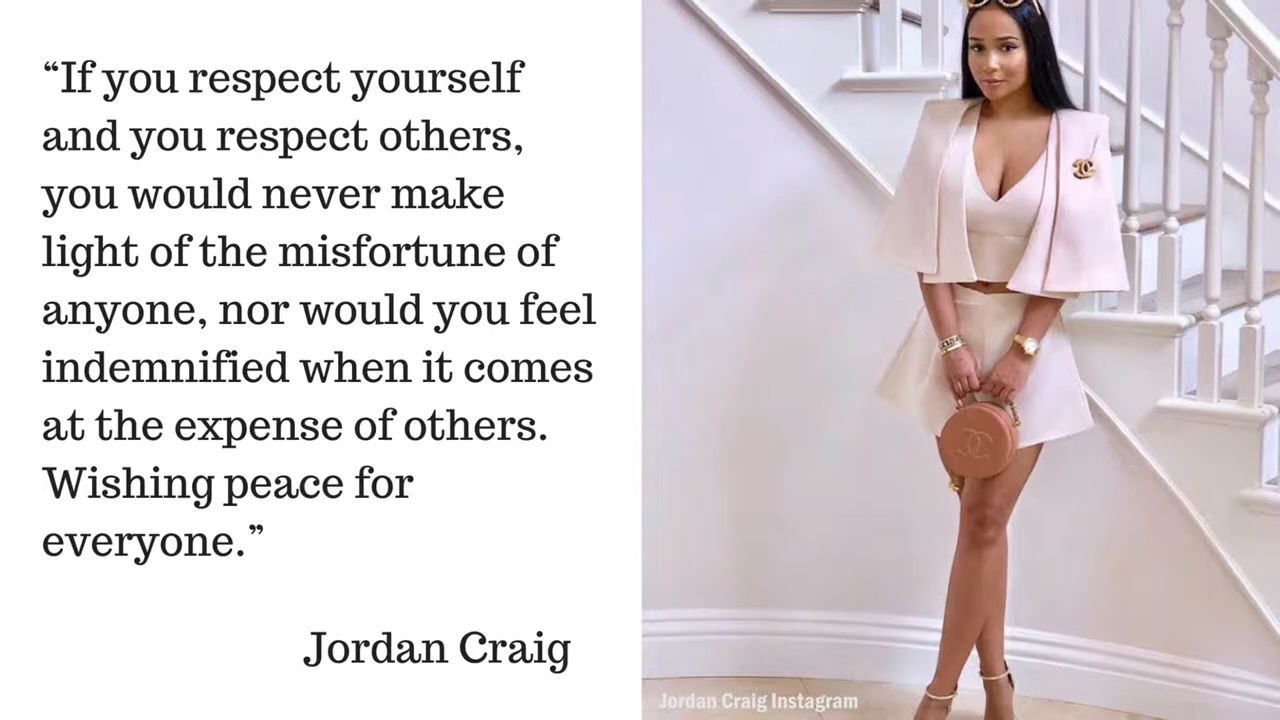 “If you respect yourself
and you respect others,
you would never make
light of the misfortune of
anyone, nor would you feel
indemnified when it comes
at the expense of others.
Wishing peace for
everyone.”
Jordan Craig
Jordan Craig Instagram